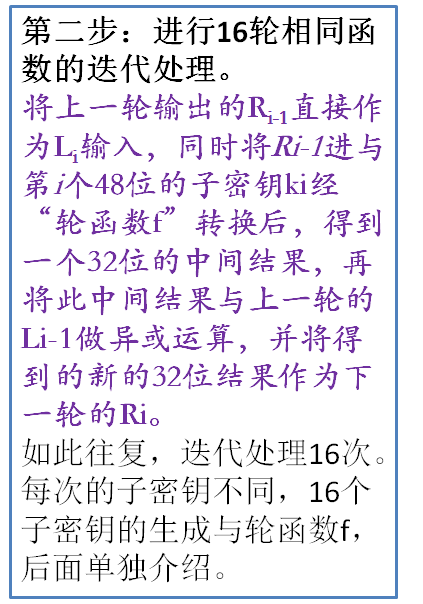 第二步：进行16轮相同函
数的迭代处理。
将上一轮输出的Ri-1直接作
为Li输入，同时将Ri-1进与
第i个48位的子密钥ki经
“轮函数f”转换后，得到
一个32位的中间结果，再
将此中间结果与上一轮的
Li-1做异或运算，并将得
到的新的32位结果作为下
一轮的Ri。
如此往复，迭代处理16次。
每次的子密钥不同，16个
子密钥的生成与轮函数f，
后面单独介绍。